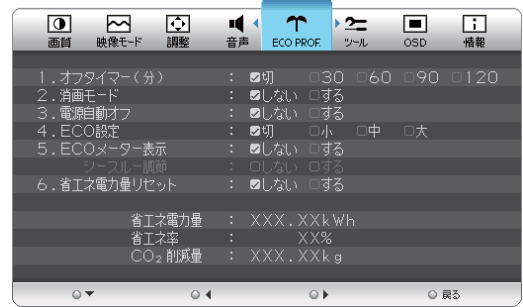 画質 映像モード 調整 音声 ECO PROF. ツール OSD 情報
1.オフタイマー(分) : ☑切 □30 □60 □90 □120
2.消画モード : ☑しない □する
3.電源自動オフ : ☑しない □する
4.ECO設定 : ☑切 □小 □中 □大
5.ECOメーター表示 : ☑しない □する
シースルー調節 : □しない □する
6.省エネ電力量リセット : ☑しない □する
省エネ電力量 : XXX.XXkWh
省エネ率 : XX%
CO₂削減量 : XXX.XXkg
戻る